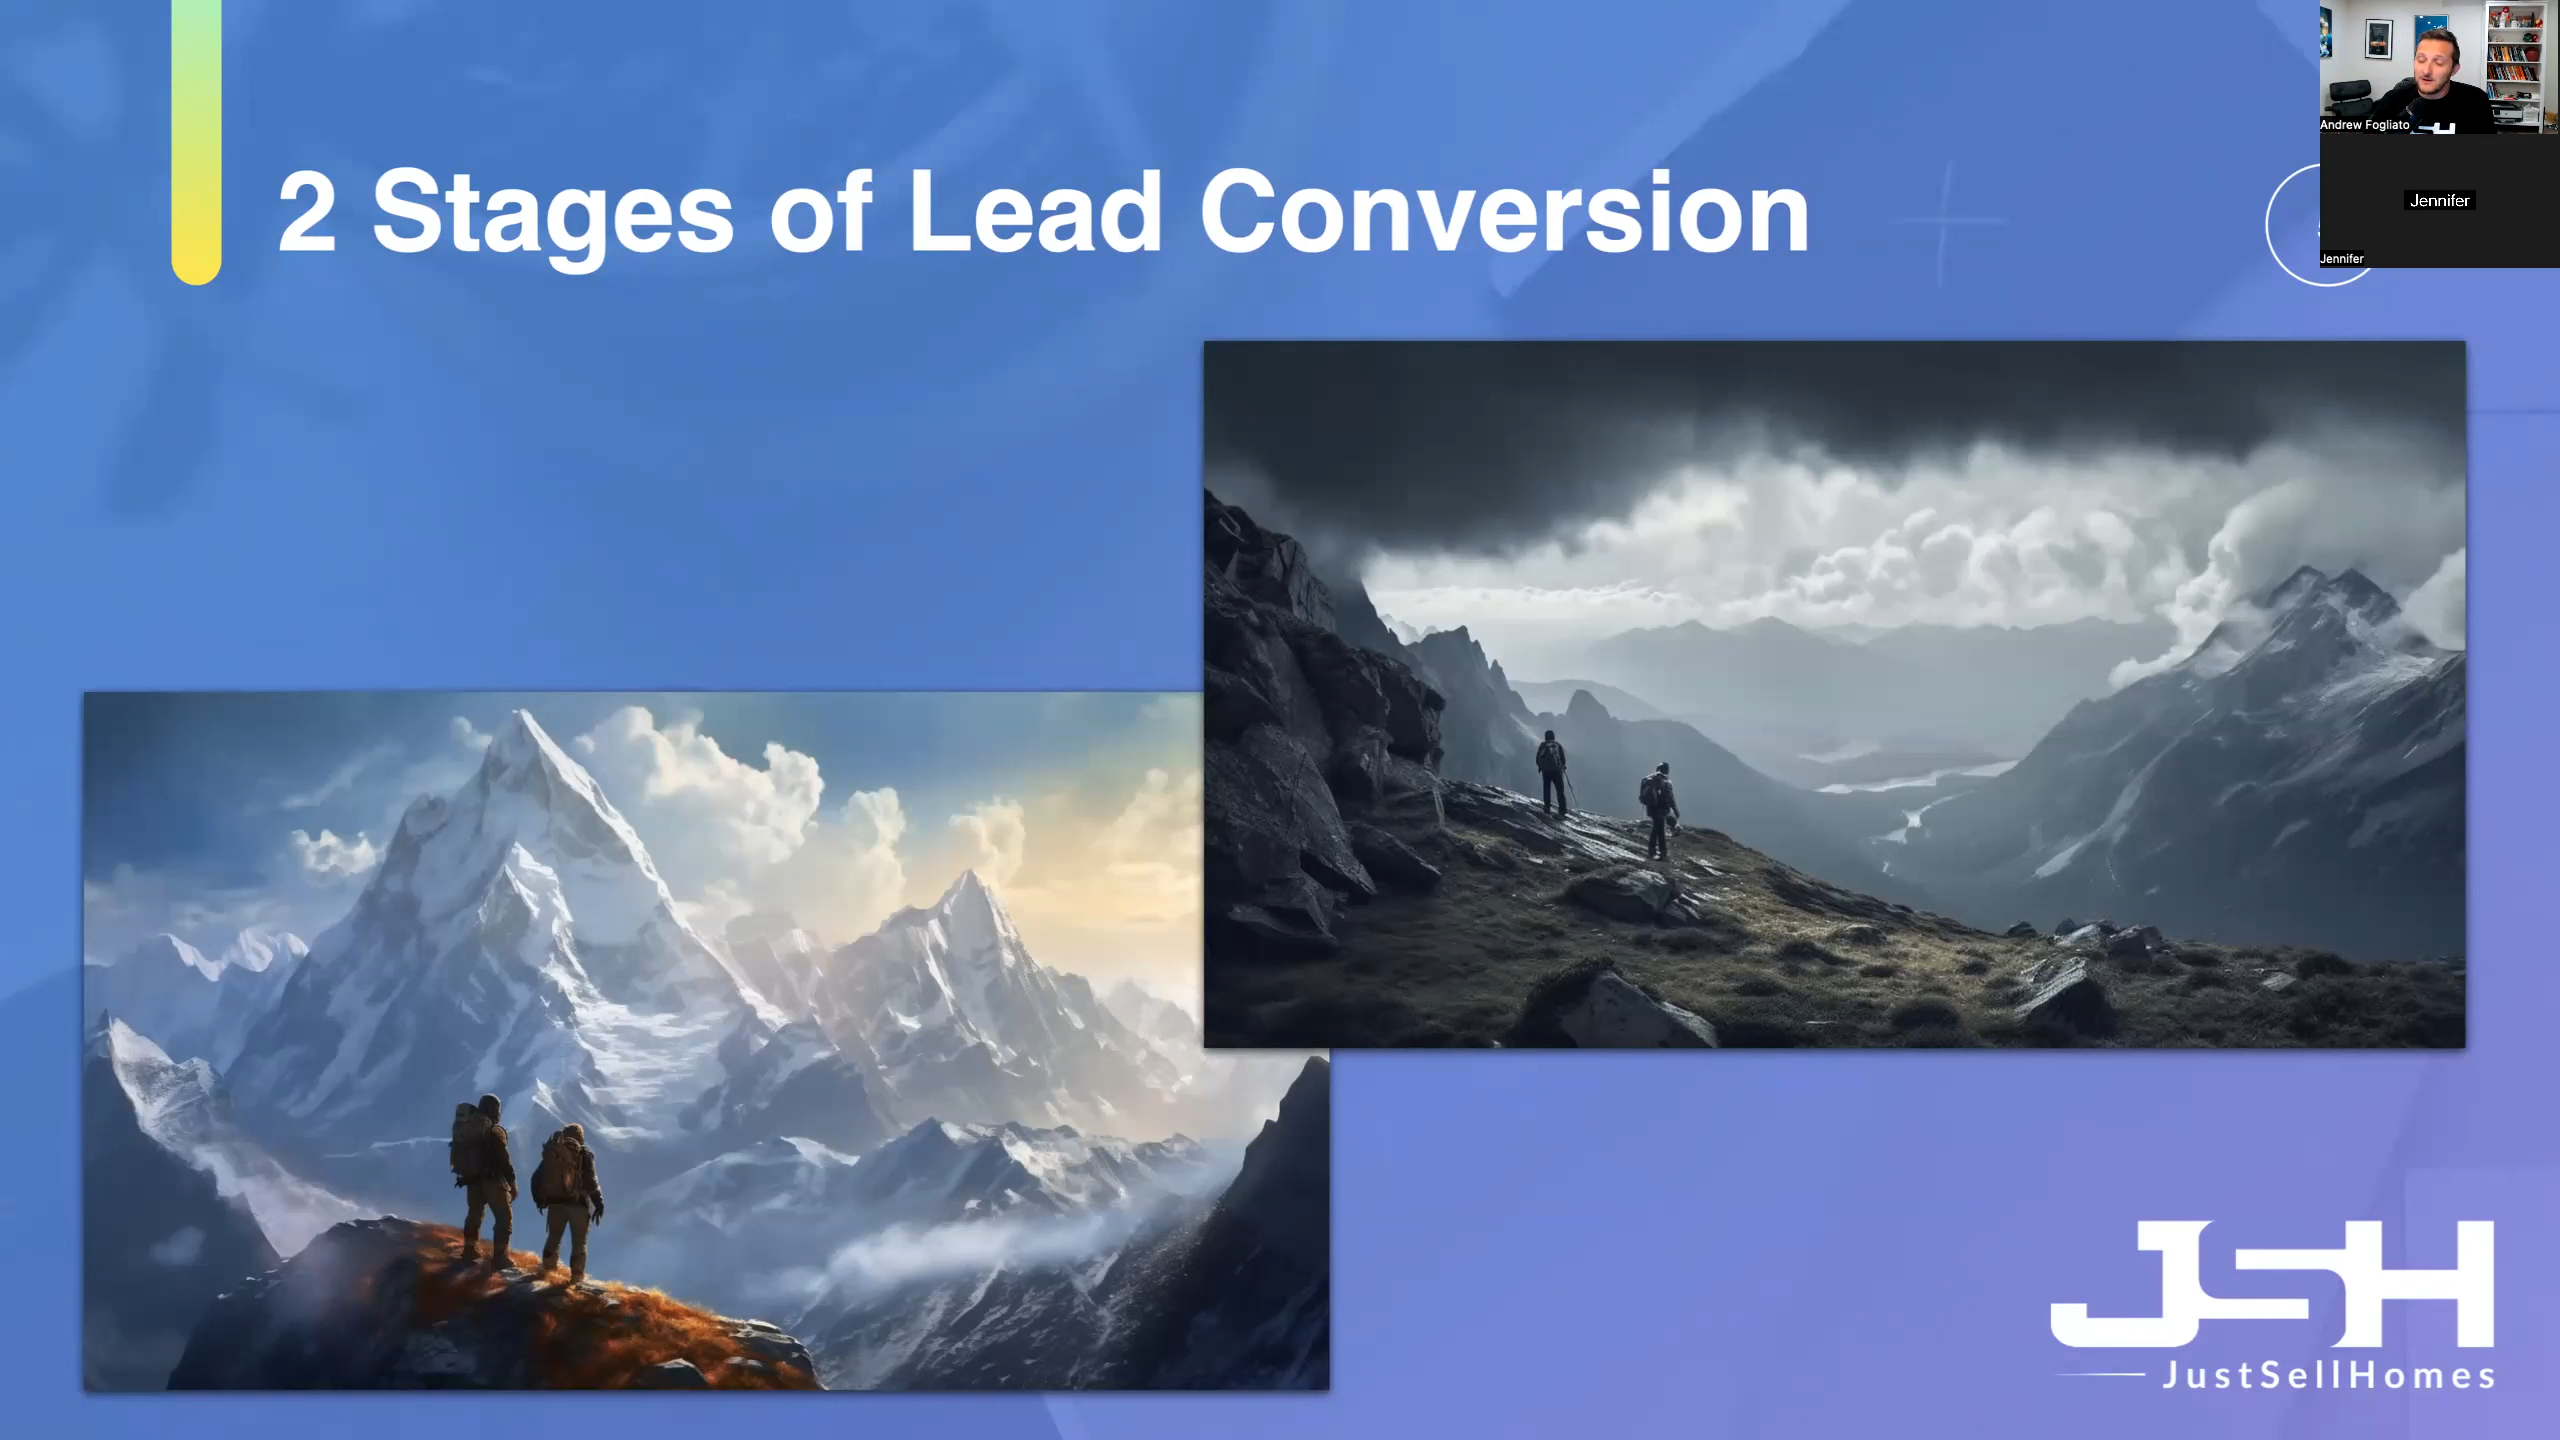 2 Stages of Lead Conversion
Andrew Fogliato
Jennifer
Jennifer
JSH
JustSellHomes